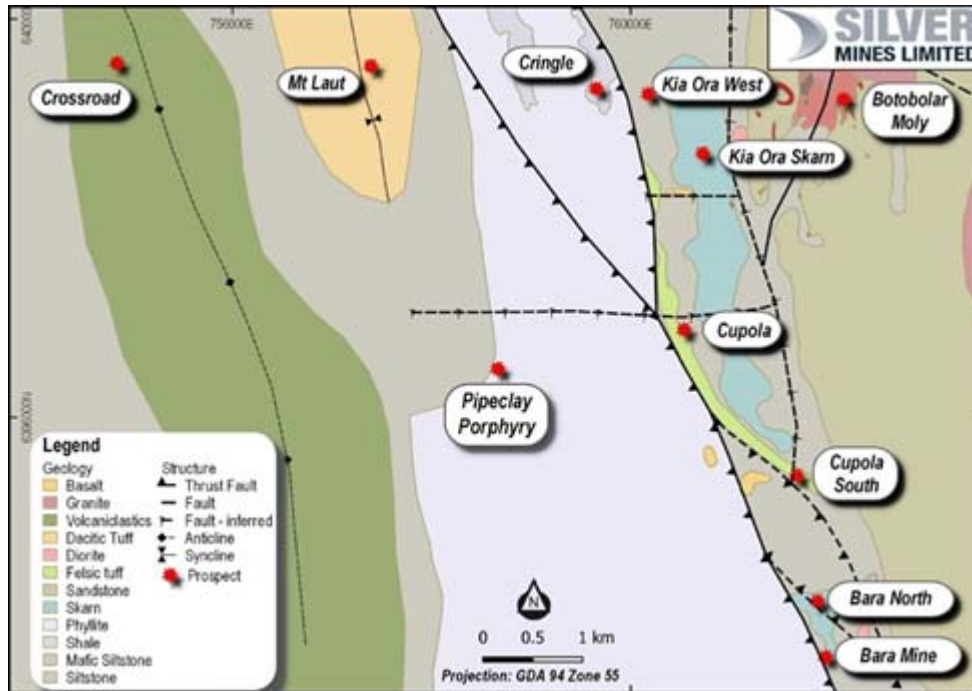 756000E
760000E
SILVER
MINES LIMITED
Crossroad
Mt Laut
Cringle
Kia Ora West
Botobolar
Moly
Kia Ora Skarn
Cupola
Pipeclay
Porphyry
Cupola
South
Bara North
Bara Mine
Legend
Geology
Basalt
Granite
Volcaniclastics
Dacitic Tuff
Diorite
Felsic tuff
Sandstone
Skarn
Phyllite
Shale
Mafic Siltstone
Siltstone
Structure
Thrust Fault
Fault
Fault - inferred
Anticline
Syncline
Prospect
N
0 0.5 1 km
Projection: GDA 94 Zone 55